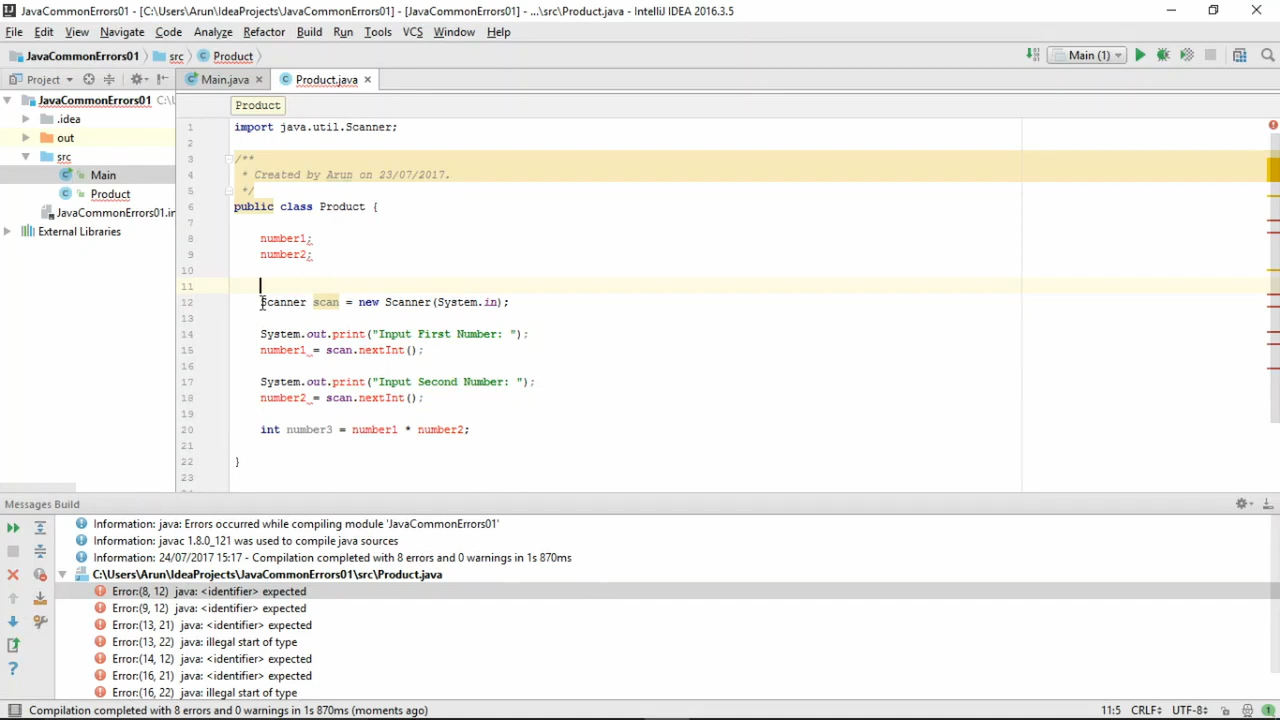 JavaCommonErrors01 - [C:\Users\Arun\IdeaProjects\JavaCommonErrors01] - [JavaCommonErrors01] - ...\src\Product.java - IntelliJ IDEA 2016.3.5
File Edit View Navigate Code Analyze Refactor Build Run Tools VCS Window Help
JavaCommonErrors01 src Product Main (1)
Project Main.java Product.java
JavaCommonErrors01 C:\U
.idea
out
src
Main
Product
JavaCommonErrors01.in
External Libraries
Product
1 import java.util.Scanner;
2
3 /**
4 * Created by Arun on 23/07/2017.
5 */
6 public class Product {
7
8 number1;
9 number2;
10
11
12 Scanner scan = new Scanner(System.in);
13
14 System.out.print("Input First Number: ");
15 number1 = scan.nextInt();
16
17 System.out.print("Input Second Number: ");
18 number2 = scan.nextInt();
19
20 int number3 = number1 * number2;
21
22 }
23
Messages Build
Information: java: Errors occurred while compiling module 'JavaCommonErrors01'
Information: javac 1.8.0_121 was used to compile java sources
Information: 24/07/2017 15:17 - Compilation completed with 8 errors and 0 warnings in 1s 870ms
C:\Users\Arun\IdeaProjects\JavaCommonErrors01\src\Product.java
Error:(8, 12) java: <identifier> expected
Error:(9, 12) java: <identifier> expected
Error:(13, 21) java: <identifier> expected
Error:(13, 22) java: illegal start of type
Error:(14, 12) java: <identifier> expected
Error:(16, 21) java: <identifier> expected
Error:(16, 22) java: illegal start of type
Compilation completed with 8 errors and 0 warnings in 1s 870ms (moments ago) 11:5 CRLF UTF-8 1